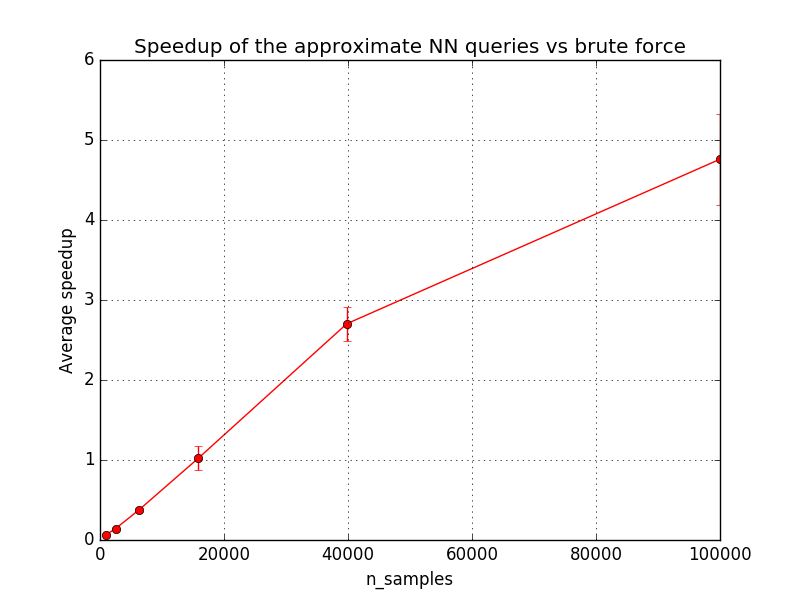 Speedup of the approximate NN queries vs brute force
6
5
4
3
2
1
0
Average speedup
0 20000 40000 60000 80000 100000
n_samples